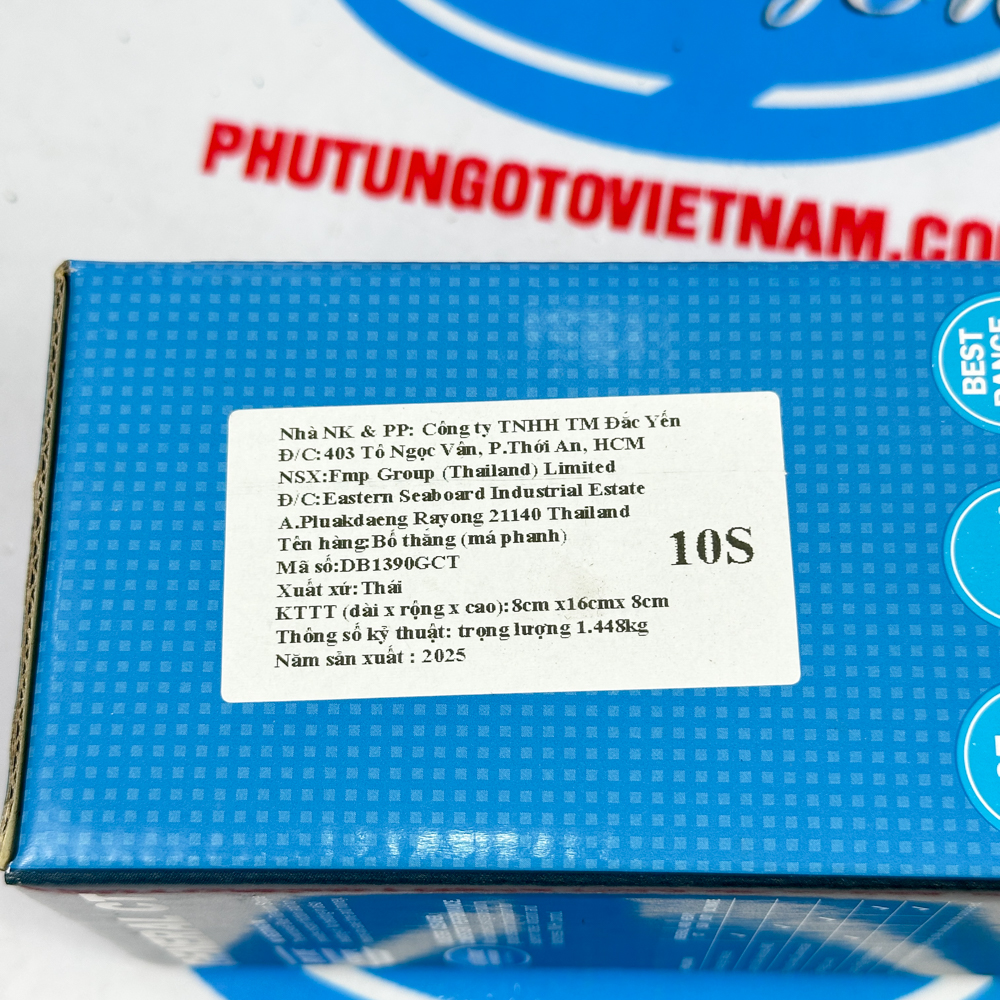 PHUTUNGOTOVIETNAM.CO
BEST
RANGE
Nhà NK & PP: Công ty TNHH TM Đắc Yến
Đ/C:403 Tô Ngọc Vân, P.Thới An, HCM
NSX:Fmp Group (Thailand) Limited
Đ/C:Eastern Seaboard Industrial Estate
A.Pluakdaeng Rayong 21140 Thailand
Tên hàng:Bố thắng (má phanh)
Mã số:DB1390GCT
10S
Xuất xứ: Thái
KTTT (dài x rộng x cao): 8cm x16cmx 8cm
Thông số kỷ thuật: trọng lượng 1.448kg
Năm sản xuất : 2025